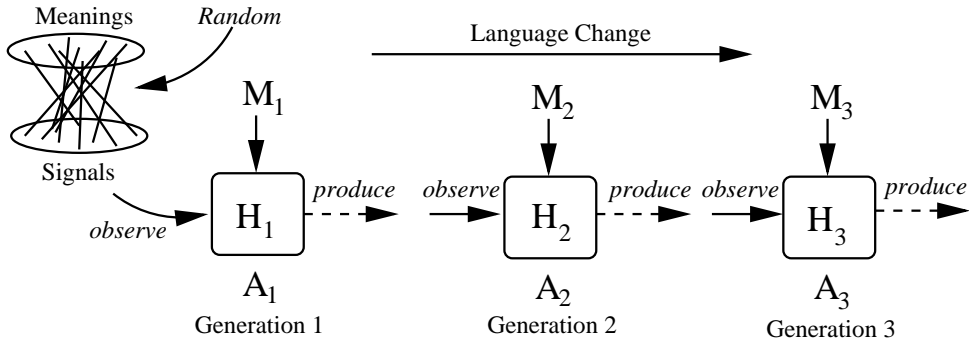 Meanings
Random
Language Change
M1
M2
M3
Signals
observe
H1
produce
observe
H2
produce
observe
H3
produce
A1
A2
A3
Generation 1
Generation 2
Generation 3